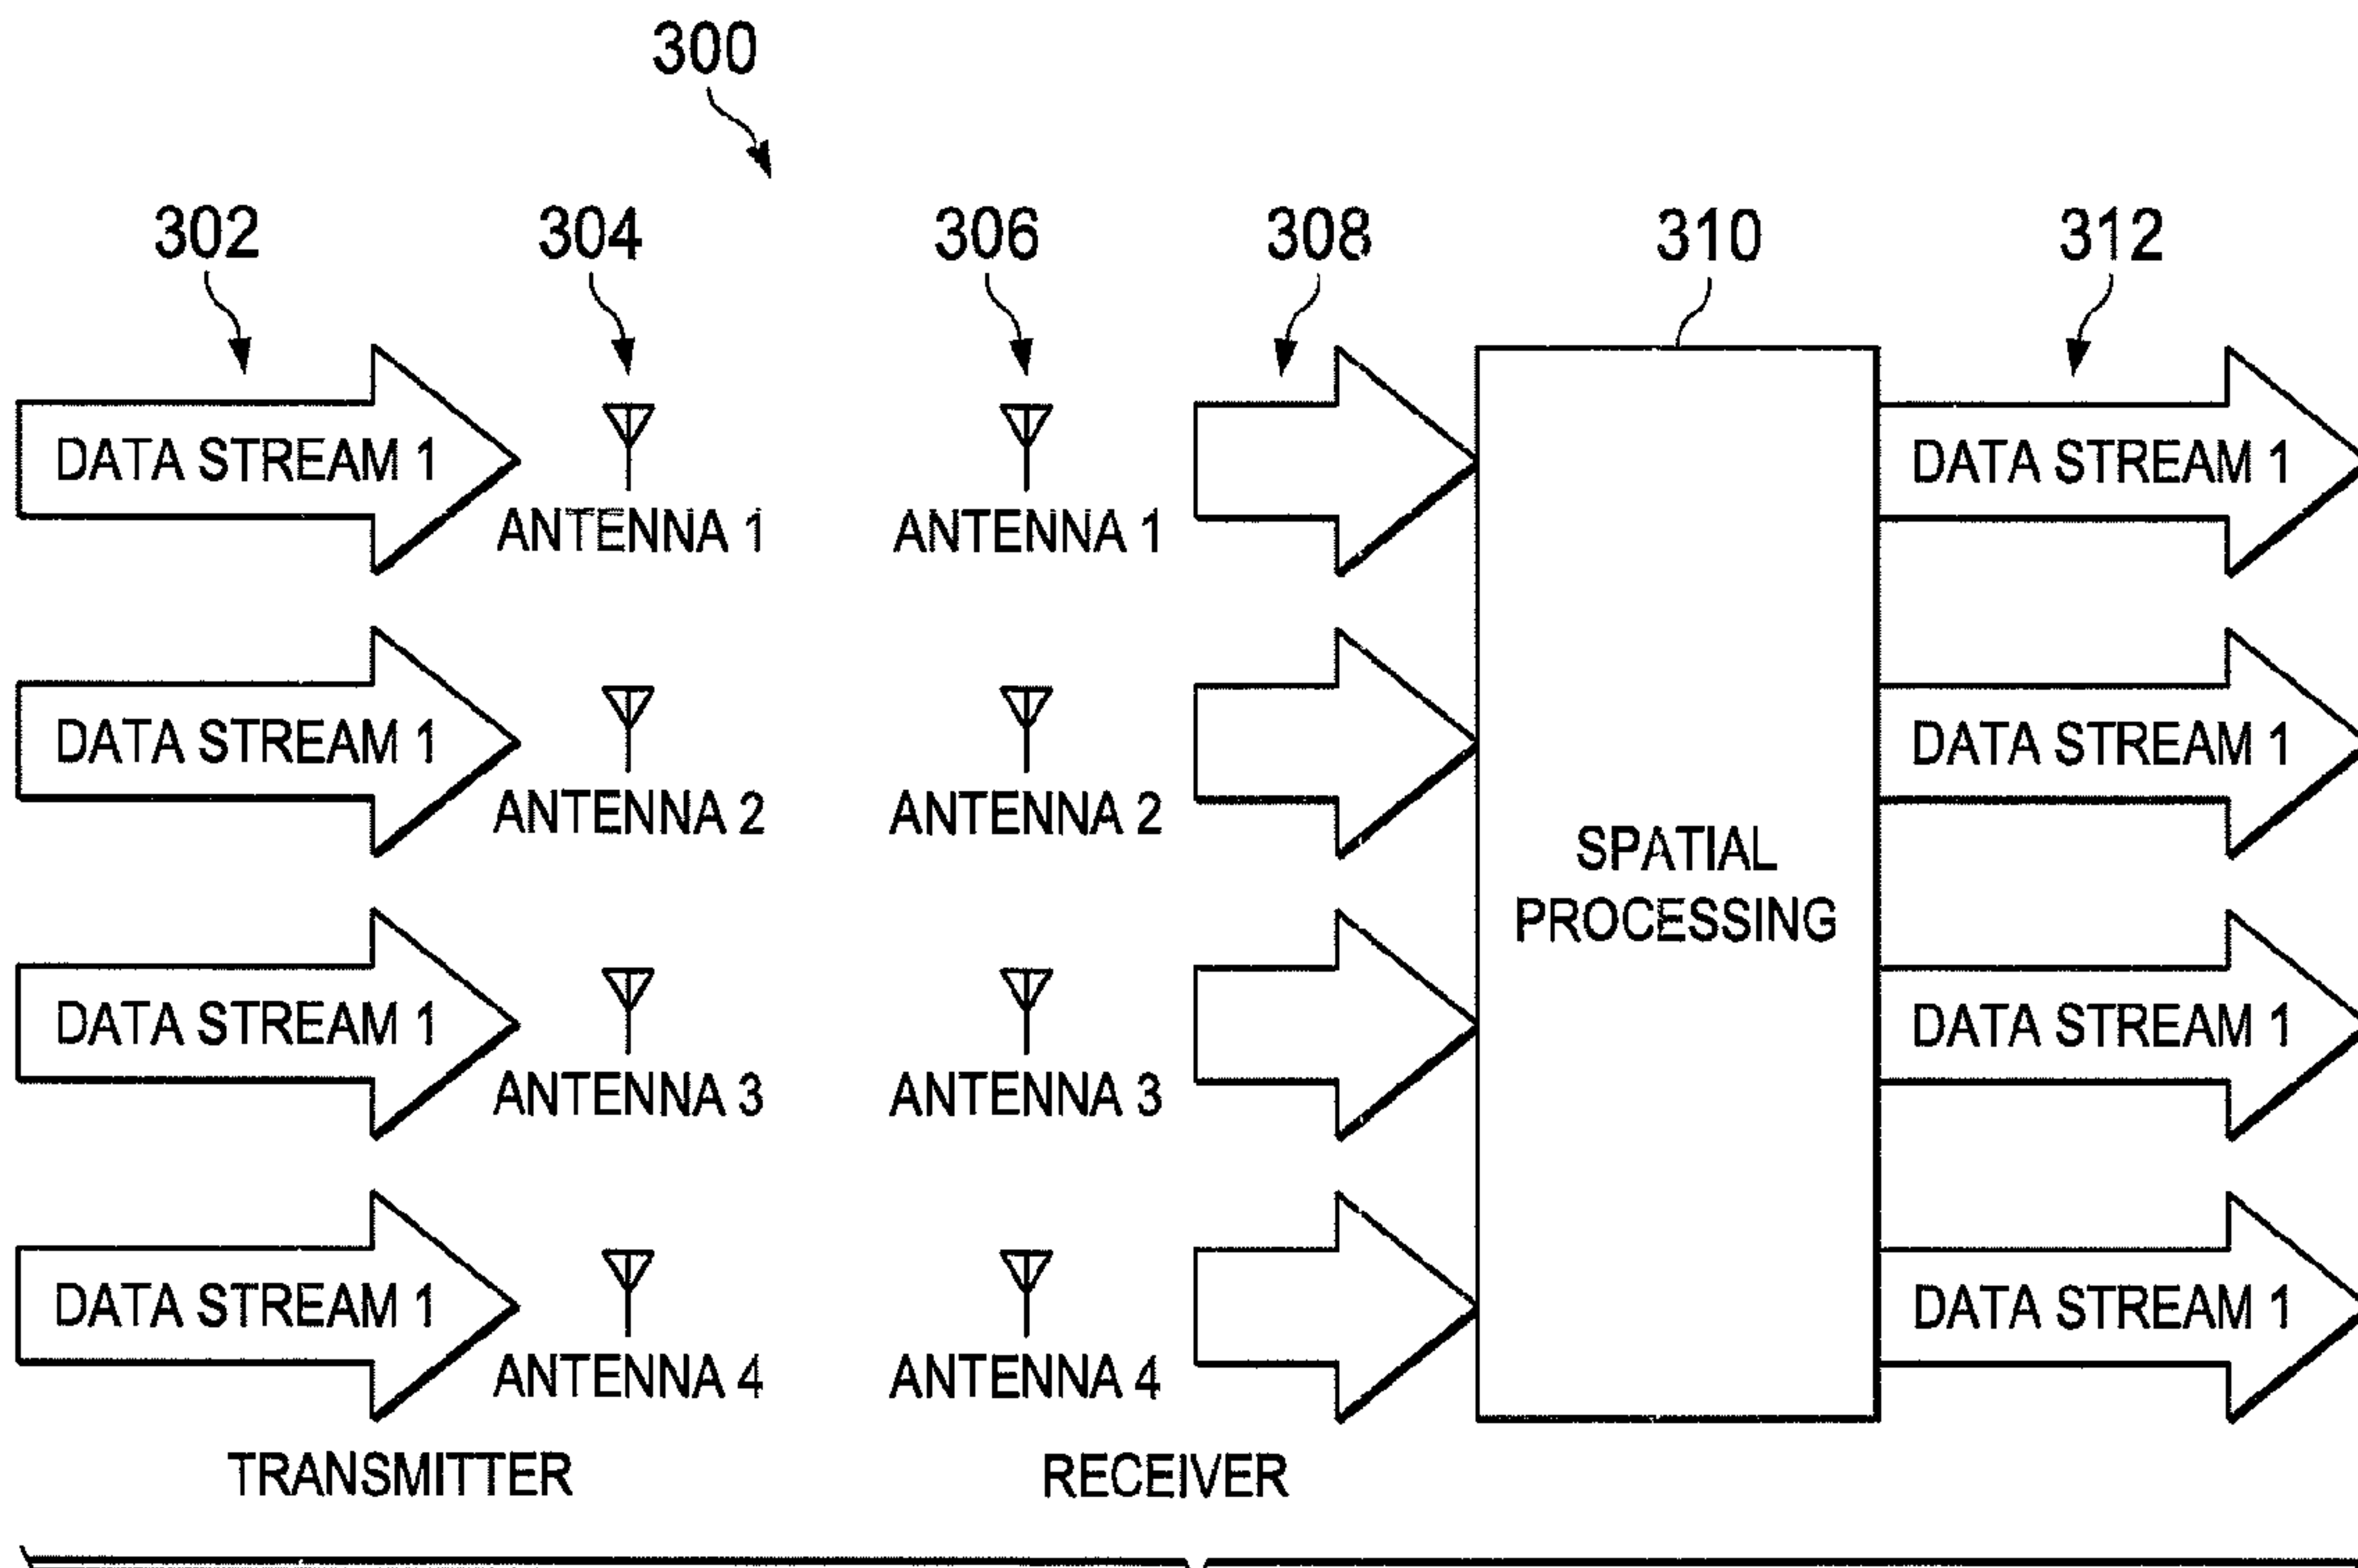 300
302 304 306 308 310 312
DATA STREAM 1 DATA STREAM 1
ANTENNA 1 ANTENNA 1
DATA STREAM 1 DATA STREAM 1
ANTENNA 2 ANTENNA 2
SPATIAL
PROCESSING
DATA STREAM 1 DATA STREAM 1
ANTENNA 3 ANTENNA 3
DATA STREAM 1 DATA STREAM 1
ANTENNA 4 ANTENNA 4
TRANSMITTER RECEIVER